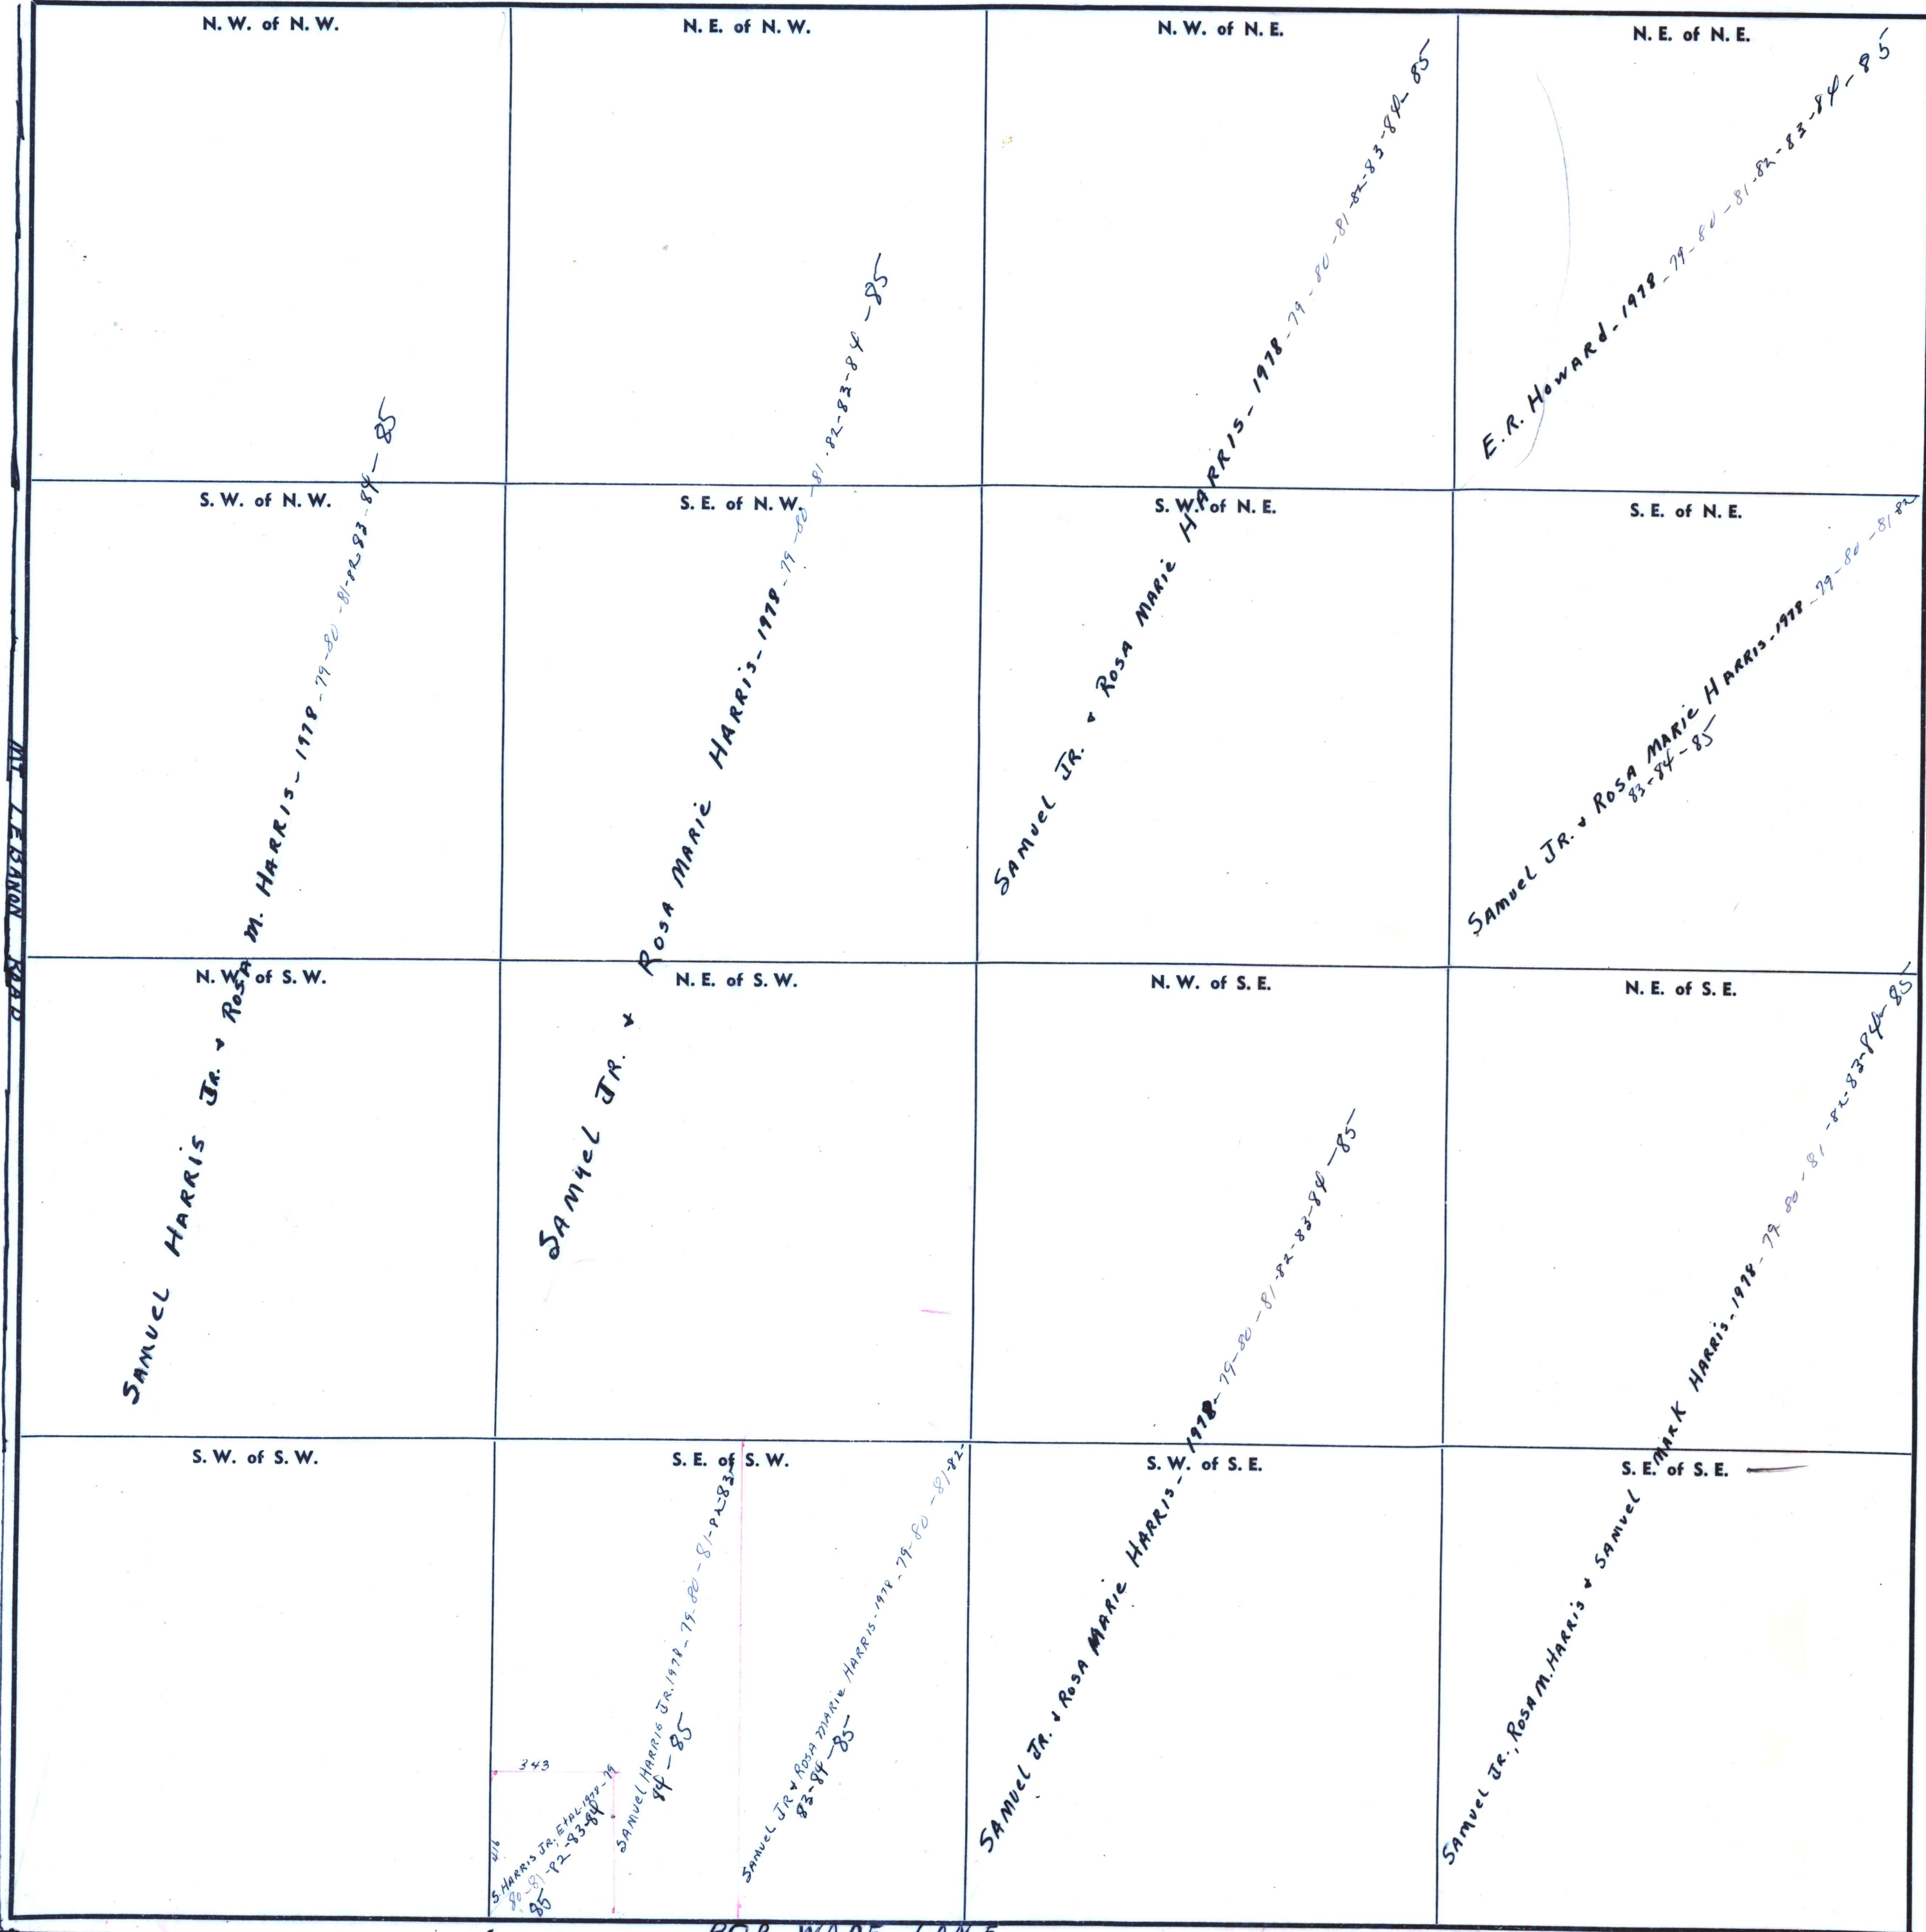 N. W. of N. W.
N. E. of N. W.
N. W. of N. E.
N. E. of N. E.
E. R. HOWARd - 1978 - 79 - 80 - 81 - 82 - 83 - 84 - 85
S. W. of N. W.
S. E. of N. W.
S. W. of N. E.
S. E. of N. E.
SAMUEL HARRIS JR. & ROSA M. HARRIS - 1978 - 79 - 80 - 81 - 82 - 83 - 84 - 85
SAMUEL JR. & ROSA MARIE HARRIS - 1978 - 79 - 80 - 81 - 82 - 83 - 84 - 85
SAMUEL JR. & ROSA MARIE HARRIS - 1978 - 79 - 80 - 81 - 82 - 83 - 84 - 85
SAMUEL JR. & ROSA MARIE HARRIS - 1978 - 79 - 80 - 81 - 82
83 - 84 - 85
MT LEBANON ROAD
N. W. of S. W.
N. E. of S. W.
N. W. of S. E.
N. E. of S. E.
S. W. of S. W.
S. E. of S. W.
S. W. of S. E.
S. E. of S. E.
343
416
S. HARRIS JR, EtAL - 1978 - 79
80 - 81 - 82 - 83 - 84
85
SAMUEL HARRIS JR. 1978 - 79 - 80 - 81 - 82 - 83 -
84 - 85
SAMUEL JR & ROSA MARIE HARRIS - 1978 - 79 - 80 - 81 - 82
83 - 84 - 85
SAMUEL JR. & ROSA MARIE HARRIS - 1978 - 79 - 80 - 81 - 82 - 83 - 84 - 85
SAMUEL JR., ROSA M. HARRIS & SAMUEL MARK HARRIS - 1978 - 79 80 - 81 - 82 - 83 - 84 - 85